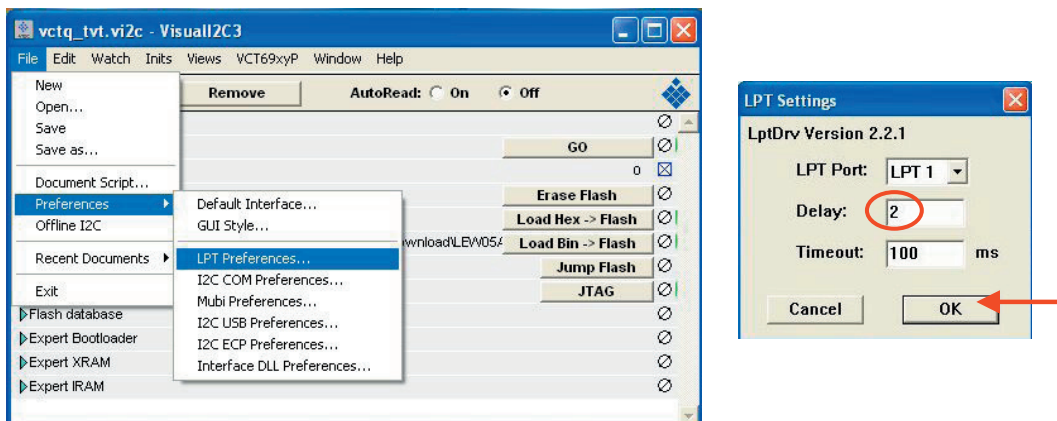 vctq_tvt.vi2c - VisualI2C3
File Edit Watch Inits Views VCT69xyP Window Help
New
Open...
Save
Save as...
Document Script...
Preferences
Offline I2C
Recent Documents
Exit
Remove
AutoRead: On Off
GO
0
Erase Flash
Load Hex -> Flash
wnload\LEW05A
Load Bin -> Flash
Jump Flash
JTAG
Default Interface...
GUI Style...
LPT Preferences...
I2C COM Preferences...
Mubi Preferences...
I2C USB Preferences...
I2C ECP Preferences...
Interface DLL Preferences...
Flash database
Expert Bootloader
Expert XRAM
Expert IRAM
LPT Settings
LptDrv Version 2.2.1
LPT Port: LPT 1
Delay: 2
Timeout: 100 ms
Cancel OK